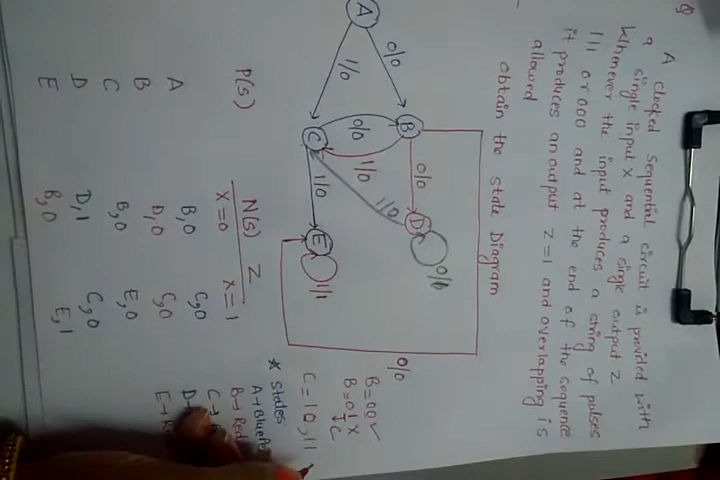 Q
A clocked sequential circuit is provided with
a single input X and a single output Z
Whenever the input produces a string of pulses
111 or 000 and at the end of the sequence
it produces an output Z=1 and overlapping is
allowed
obtain the state Diagram
A
0/0
1/0
B
C
0/0
1/0
0/0
D
1/0
1/0
E
1/1
0/0
B=00✓
B=01X
↓
C
C=10,11
P(s) N(s) Z
X=0 X=1
A B,0 C,0
B D,0 C,0
C B,0 E,0
D D,1 C,0
E B,0 E,1
* States
A→Blue
B→Red
C→
D→
E→